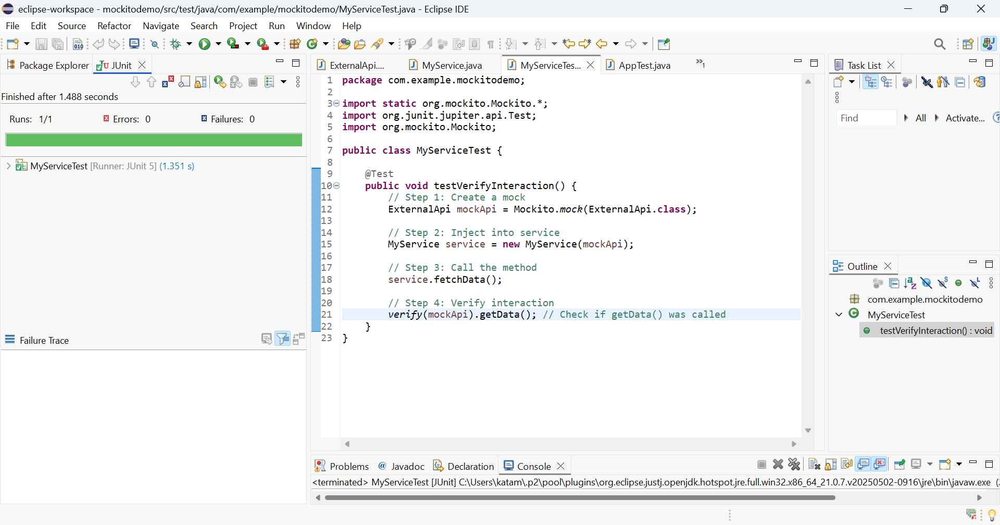 eclipse-workspace - mockitodemo/src/test/java/com/example/mockitodemo/MyServiceTest.java - Eclipse IDE
File Edit Source Refactor Navigate Search Project Run Window Help
Package Explorer JUnit
Finished after 1.488 seconds
Runs: 1/1 Errors: 0 Failures: 0
MyServiceTest [Runner: JUnit 5] (1.351 s)
Failure Trace
ExternalApi.... MyService.java MyServiceTes... AppTest.java »1
1 package com.example.mockitodemo;
2
3 import static org.mockito.Mockito.*;
4 import org.junit.jupiter.api.Test;
5 import org.mockito.Mockito;
6
7 public class MyServiceTest {
8
9 @Test
10 public void testVerifyInteraction() {
11 // Step 1: Create a mock
12 ExternalApi mockApi = Mockito.mock(ExternalApi.class);
13
14 // Step 2: Inject into service
15 MyService service = new MyService(mockApi);
16
17 // Step 3: Call the method
18 service.fetchData();
19
20 // Step 4: Verify interaction
21 verify(mockApi).getData(); // Check if getData() was called
22 }
23 }
Task List
Find All Activate...
Outline
com.example.mockitodemo
MyServiceTest
testVerifyInteraction() : void
Problems @ Javadoc Declaration Console
<terminated> MyServiceTest [JUnit] C:\Users\katam\.p2\pool\plugins\org.eclipse.justj.openjdk.hotspot.jre.full.win32.x86_64_21.0.7.v20250502-0916\jre\bin\javaw.exe (